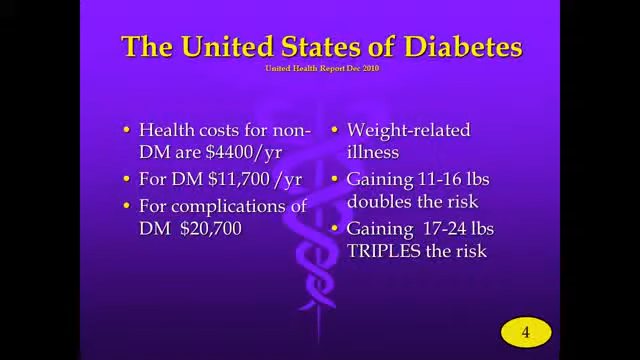 The United States of Diabetes
United Health Report Dec 2010
• Health costs for non-
DM are $4400/yr
• For DM $11,700 /yr
• For complications of
DM $20,700
• Weight-related
illness
• Gaining 11-16 lbs
doubles the risk
• Gaining 17-24 lbs
TRIPLES the risk
4